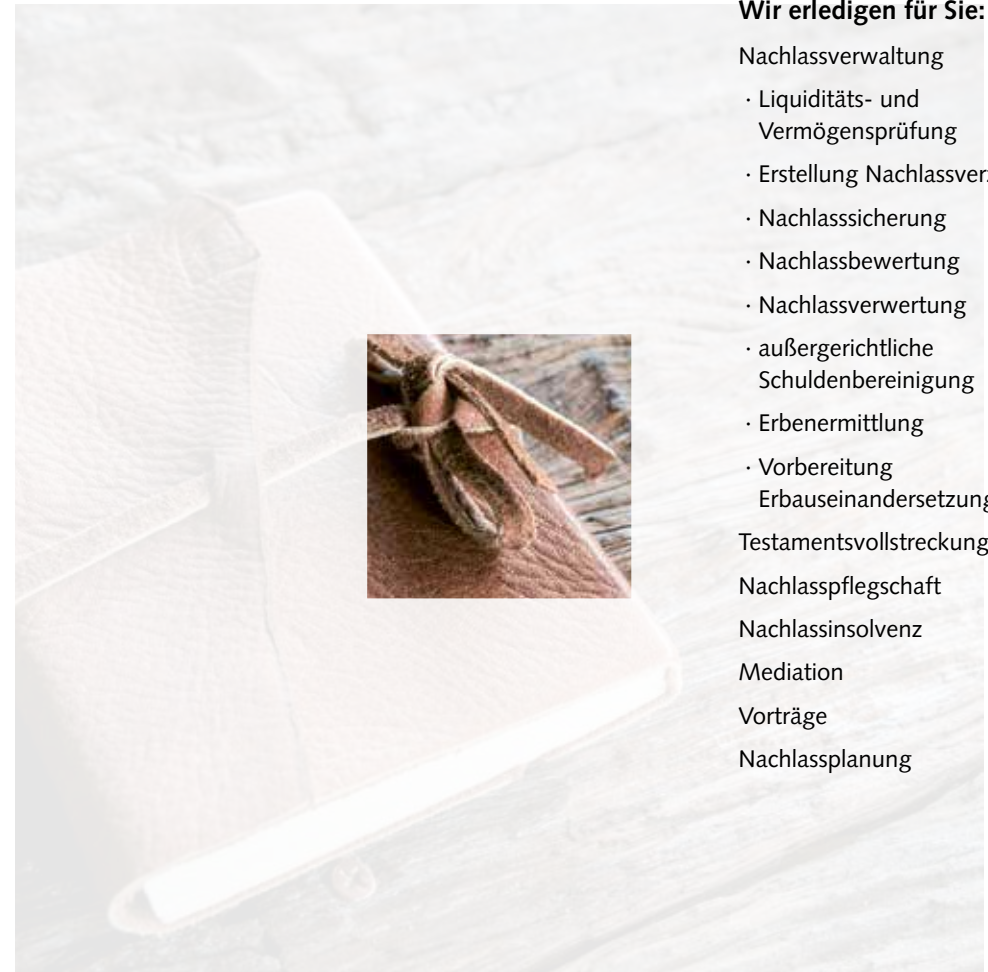 Wir erledigen für Sie:
Nachlassverwaltung
· Liquiditäts- und
Vermögensprüfung
· Erstellung
· Nachlasssicherung
· Nachlassbewertung
· Nachlassverwertung
· außergerichtliche
Schuldenbereinigung
· Erbenermittlung
· Vorbereitung
Erbauseinandersetzung
Testamentsvollstreckung
Nachlasspflegschaft
Nachlassinsolvenz
Mediation
Vorträge
Nachlassplanung